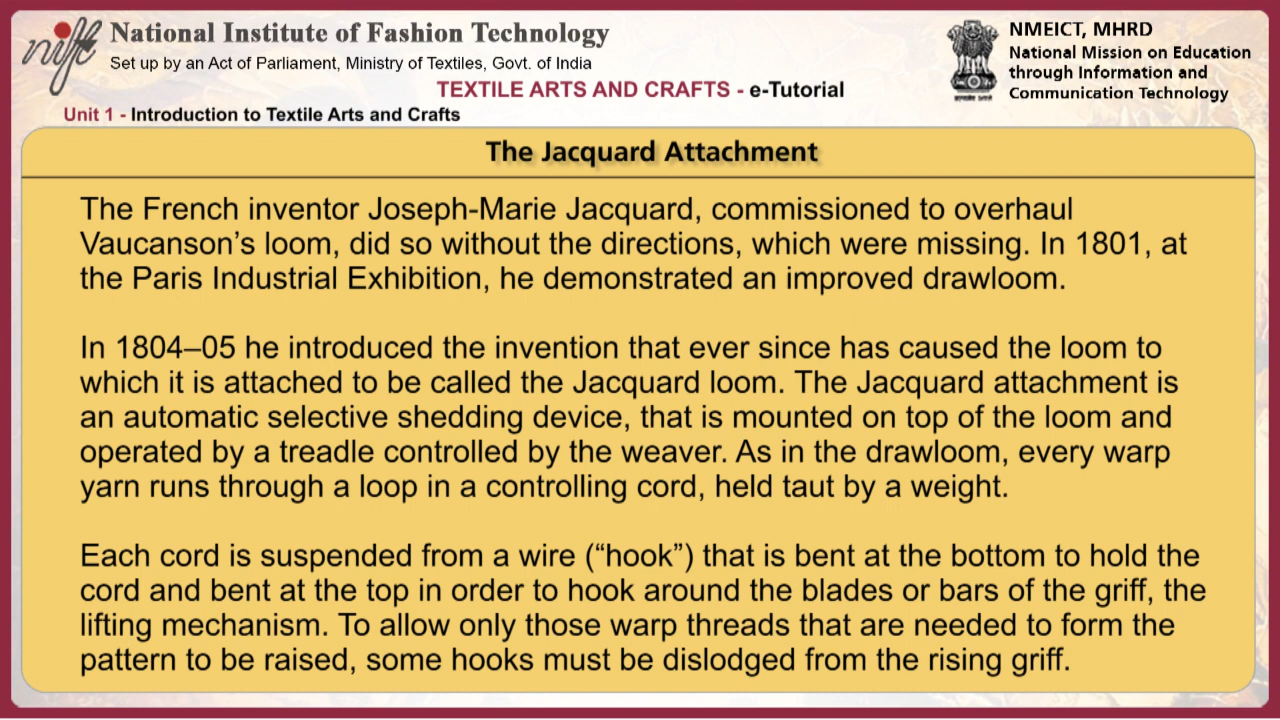 nift
National Institute of Fashion Technology
Set up by an Act of Parliament, Ministry of Textiles, Govt. of India
NMEICT, MHRD
National Mission on Education
through Information and
Communication Technology
TEXTILE ARTS AND CRAFTS - e-Tutorial
Unit 1 - Introduction to Textile Arts and Crafts
The Jacquard Attachment
The French inventor Joseph-Marie Jacquard, commissioned to overhaul
Vaucanson’s loom, did so without the directions, which were missing. In 1801, at
the Paris Industrial Exhibition, he demonstrated an improved drawloom.
In 1804–05 he introduced the invention that ever since has caused the loom to
which it is attached to be called the Jacquard loom. The Jacquard attachment is
an automatic selective shedding device, that is mounted on top of the loom and
operated by a treadle controlled by the weaver. As in the drawloom, every warp
yarn runs through a loop in a controlling cord, held taut by a weight.
Each cord is suspended from a wire (“hook”) that is bent at the bottom to hold the
cord and bent at the top in order to hook around the blades or bars of the griff, the
lifting mechanism. To allow only those warp threads that are needed to form the
pattern to be raised, some hooks must be dislodged from the rising griff.